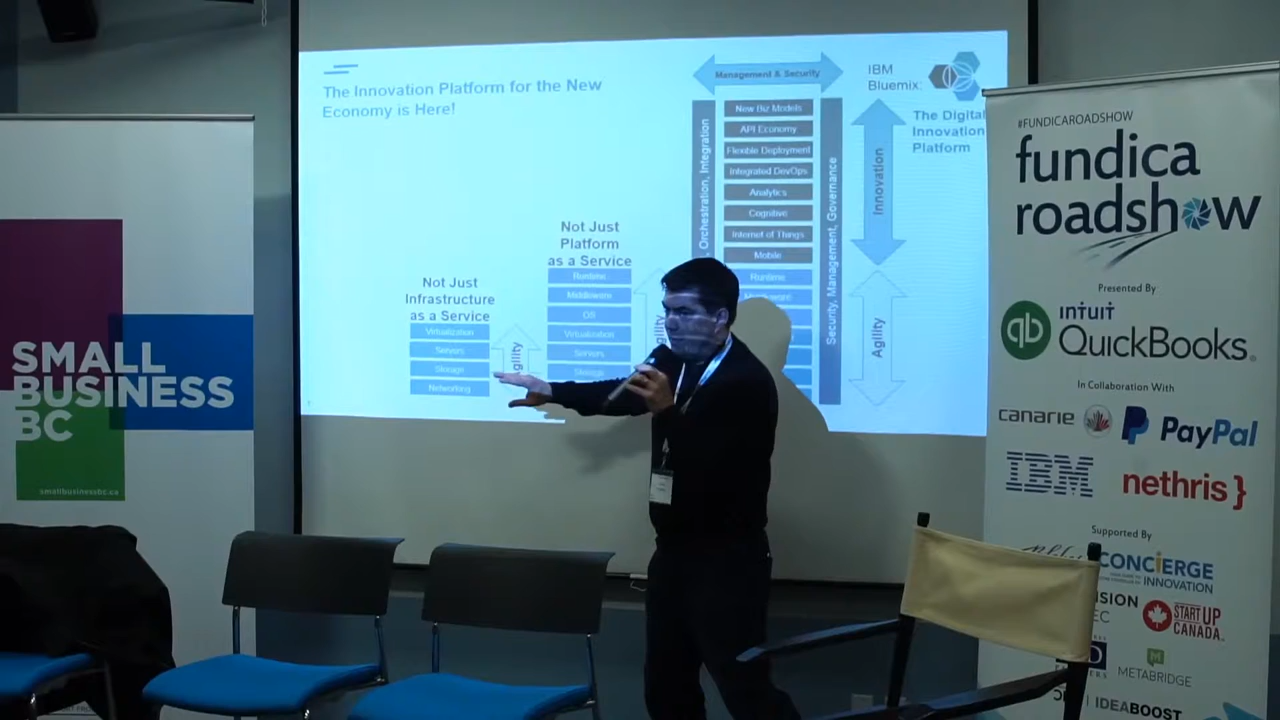 The Innovation Platform for the New
Economy is Here!
Management & Security
IBM
Bluemix:
The Digital
Innovation
Platform
Orchestration, Integration
New Biz Models
API Economy
Flexible Deployment
Integrated DevOps
Analytics
Cognitive
Internet of Things
Mobile
Runtime
Security, Management, Governance
Innovation
Agility
Not Just
Platform
as a Service
Runtime
Middleware
OS
Virtualization
Servers
Storage
Not Just
Infrastructure
as a Service
Virtualization
Servers
Storage
Networking
SMALL
BUSINESS
BC
smallbusinessbc.ca
#FUNDICAROADSHOW
fundica
roadshow
Presented By
qb intuit
QuickBooks.
In Collaboration With
canarie
PayPal
IBM
nethris}
Supported By
CONCIERGE
INNOVATION
STARTUP
CANADA
METABRIDGE
IDEABOOST